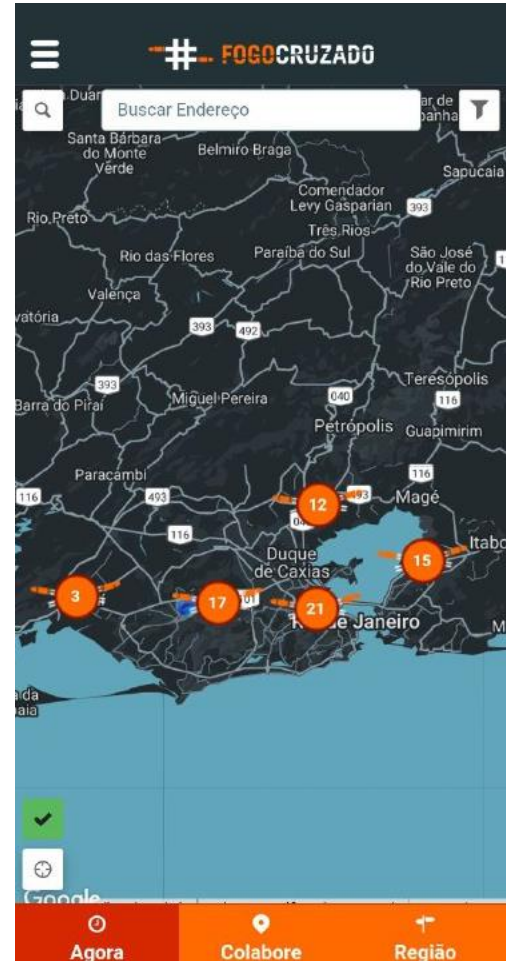 FOGOCRUZADO
Buscar Endereço
Santa Bárbara
do Monte
Verde
Belmiro Braga
Sapucaia
Comendador
Levy Gasparian
393
Rio Preto
Três Rios
Rio das Flores
Paraíba do Sul
São José
do Vale do
Rio Preto
Valença
393
492
393
Teresópolis
Barra do Piraí
Miguel Pereira
040
116
Petrópolis
Guapimirim
Paracambi
116
116
493
12
493
Magé
116
Duque
de Caxias
15
3
17
101
21
Janeiro
Google
Agora
Colabore
Região